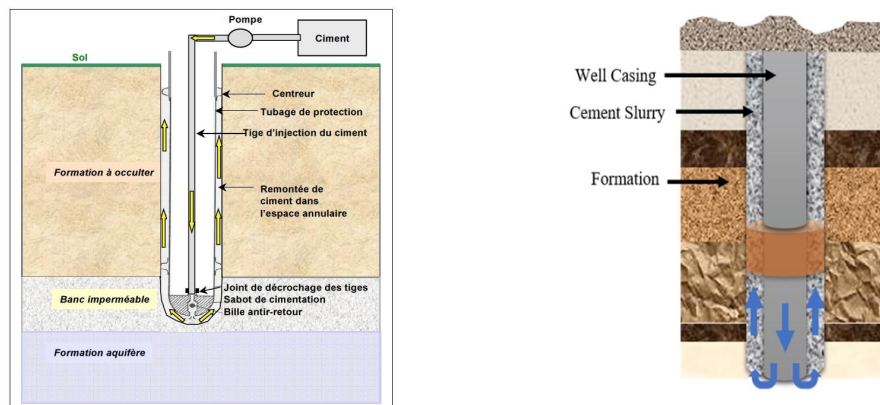 Pompe
Ciment
Sol
Centreur
Tubage de protection
Tige d'injection du ciment
Formation à occulter
Remontée de
ciment dans
l'espace annulaire
Joint de décrochage des tiges
Banc imperméable
Sabot de cimentation
Bille antir-retour
Formation aquifère
Well Casing
Cement Slurry
Formation